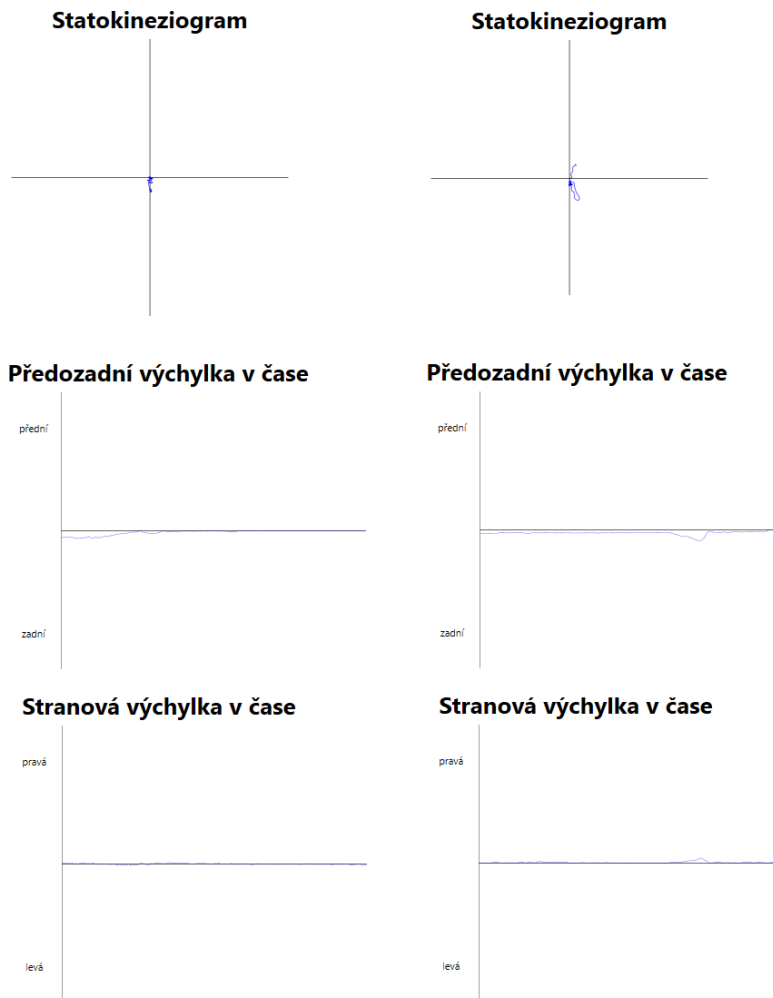 Statokineziogram
Statokineziogram
Předozadní výchylka v čase
Předozadní výchylka v čase
přední
přední
zadní
zadní
Stranová výchylka v čase
Stranová výchylka v čase
pravá
pravá
levá
levá